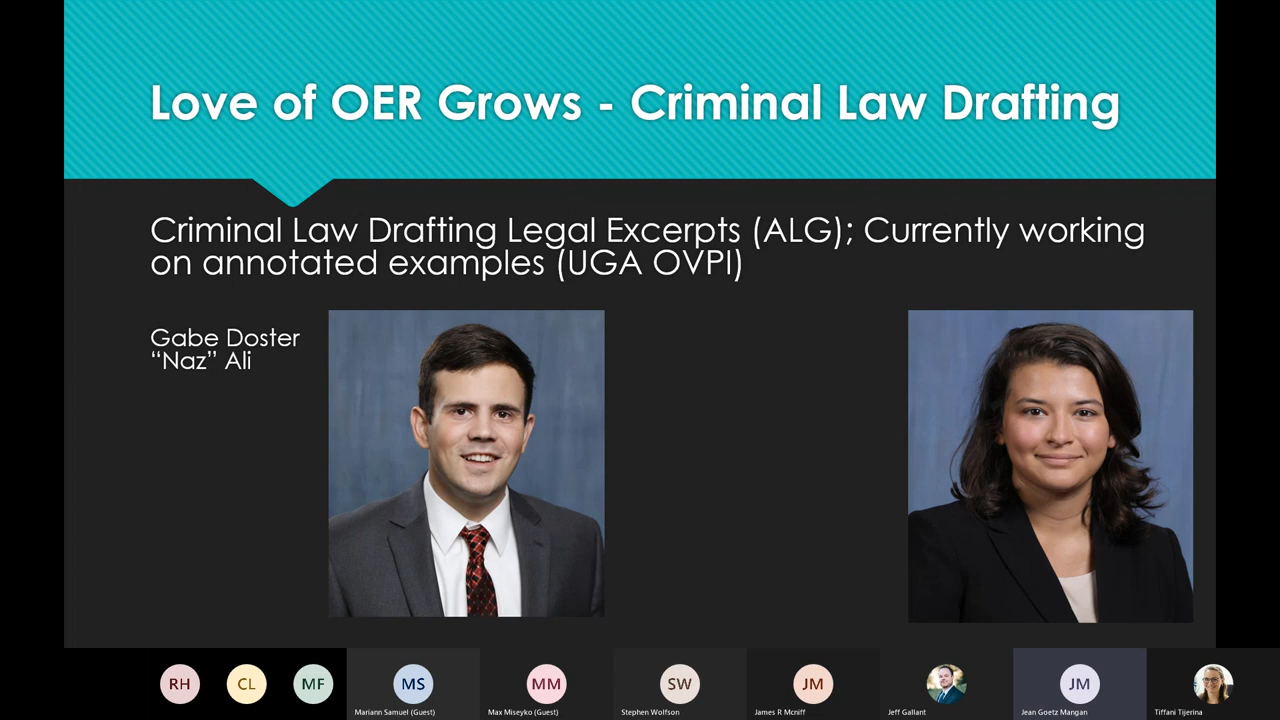 Love of OER Grows - Criminal Law Drafting
Criminal Law Drafting Legal Excerpts (ALG); Currently working
on annotated examples (UGA OVPI)
Gabe Doster
“Naz” Ali
RH
CL
MF
MS
MM
SW
JM
JM
Mariann Samuel (Guest)
Max Miseyko (Guest)
Stephen Wolfson
James R Mcniff
Jeff Gallant
Jean Goetz Mangan
Tiffani Tijerina